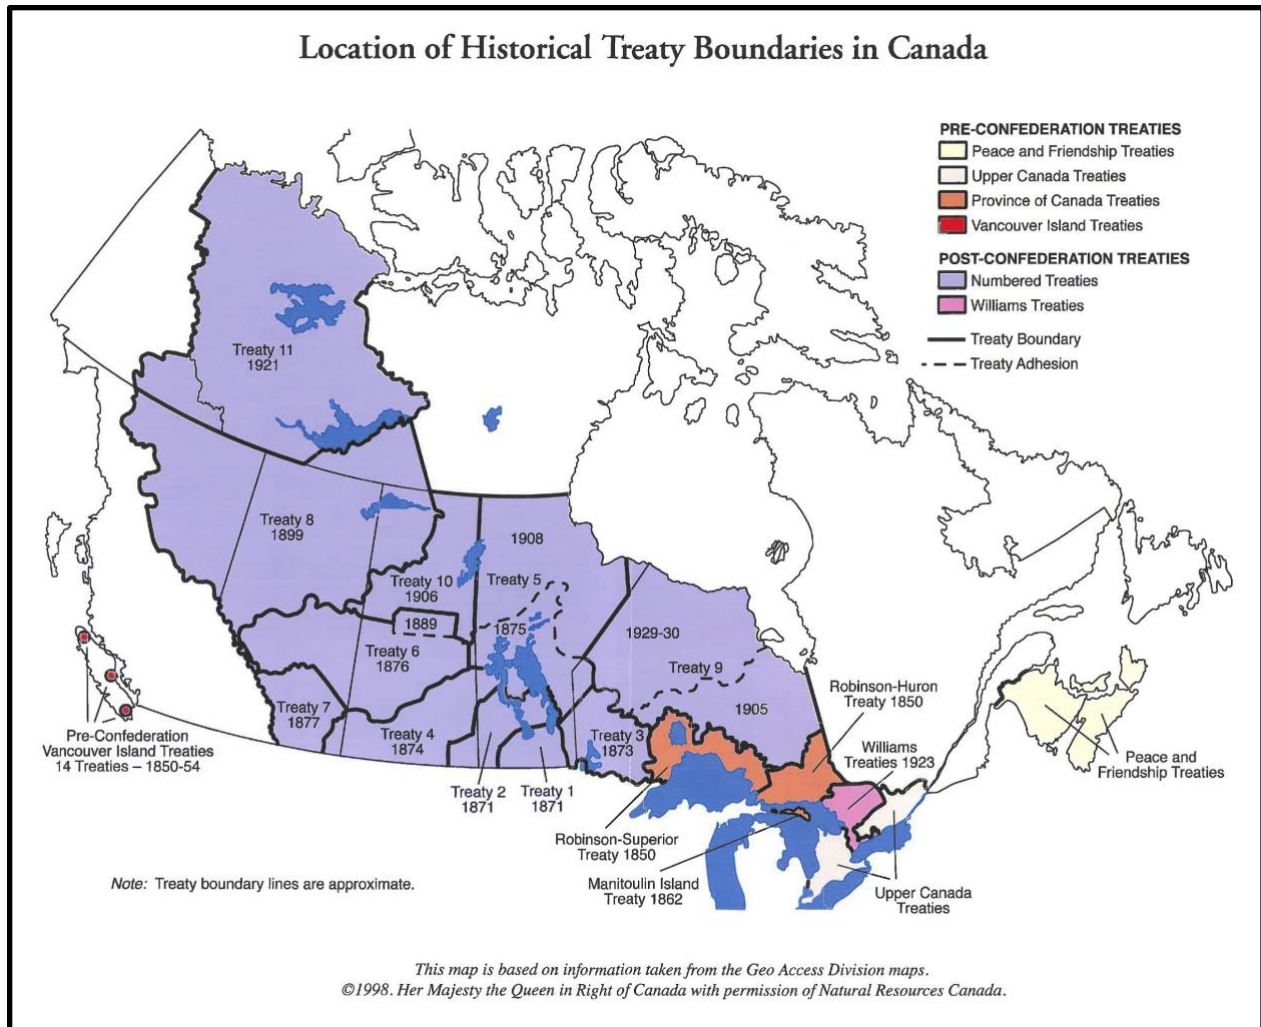 Location of Historical Treaty Boundaries in Canada
PRE-CONFEDERATION TREATIES
Peace and Friendship Treaties
Upper Canada Treaties
Province of Canada Treaties
Vancouver Island Treaties
POST-CONFEDERATION TREATIES
Numbered Treaties
Williams Treaties
Treaty Boundary
Treaty Adhesion
Treaty 11
1921
Treaty 8
1899
1908
Treaty 10
1906
Treaty 5
1889
1875
1929-30
Treaty 6
1876
Treaty 9
Robinson-Huron
Treaty 1850
1905
Treaty 7
1877
Treaty 4
1874
Treaty 3
1873
Pre-Confederation
Vancouver Island Treaties
14 Treaties – 1850-54
Williams
Treaties 1923
Peace and
Friendship Treaties
Treaty 2
1871
Treaty 1
1871
Robinson-Superior
Treaty 1850
Manitoulin Island
Treaty 1862
Upper Canada
Treaties
Note: Treaty boundary lines are approximate.
This map is based on information taken from the Geo Access Division maps.
©1998. Her Majesty the Queen in Right of Canada with permission of Natural Resources Canada.